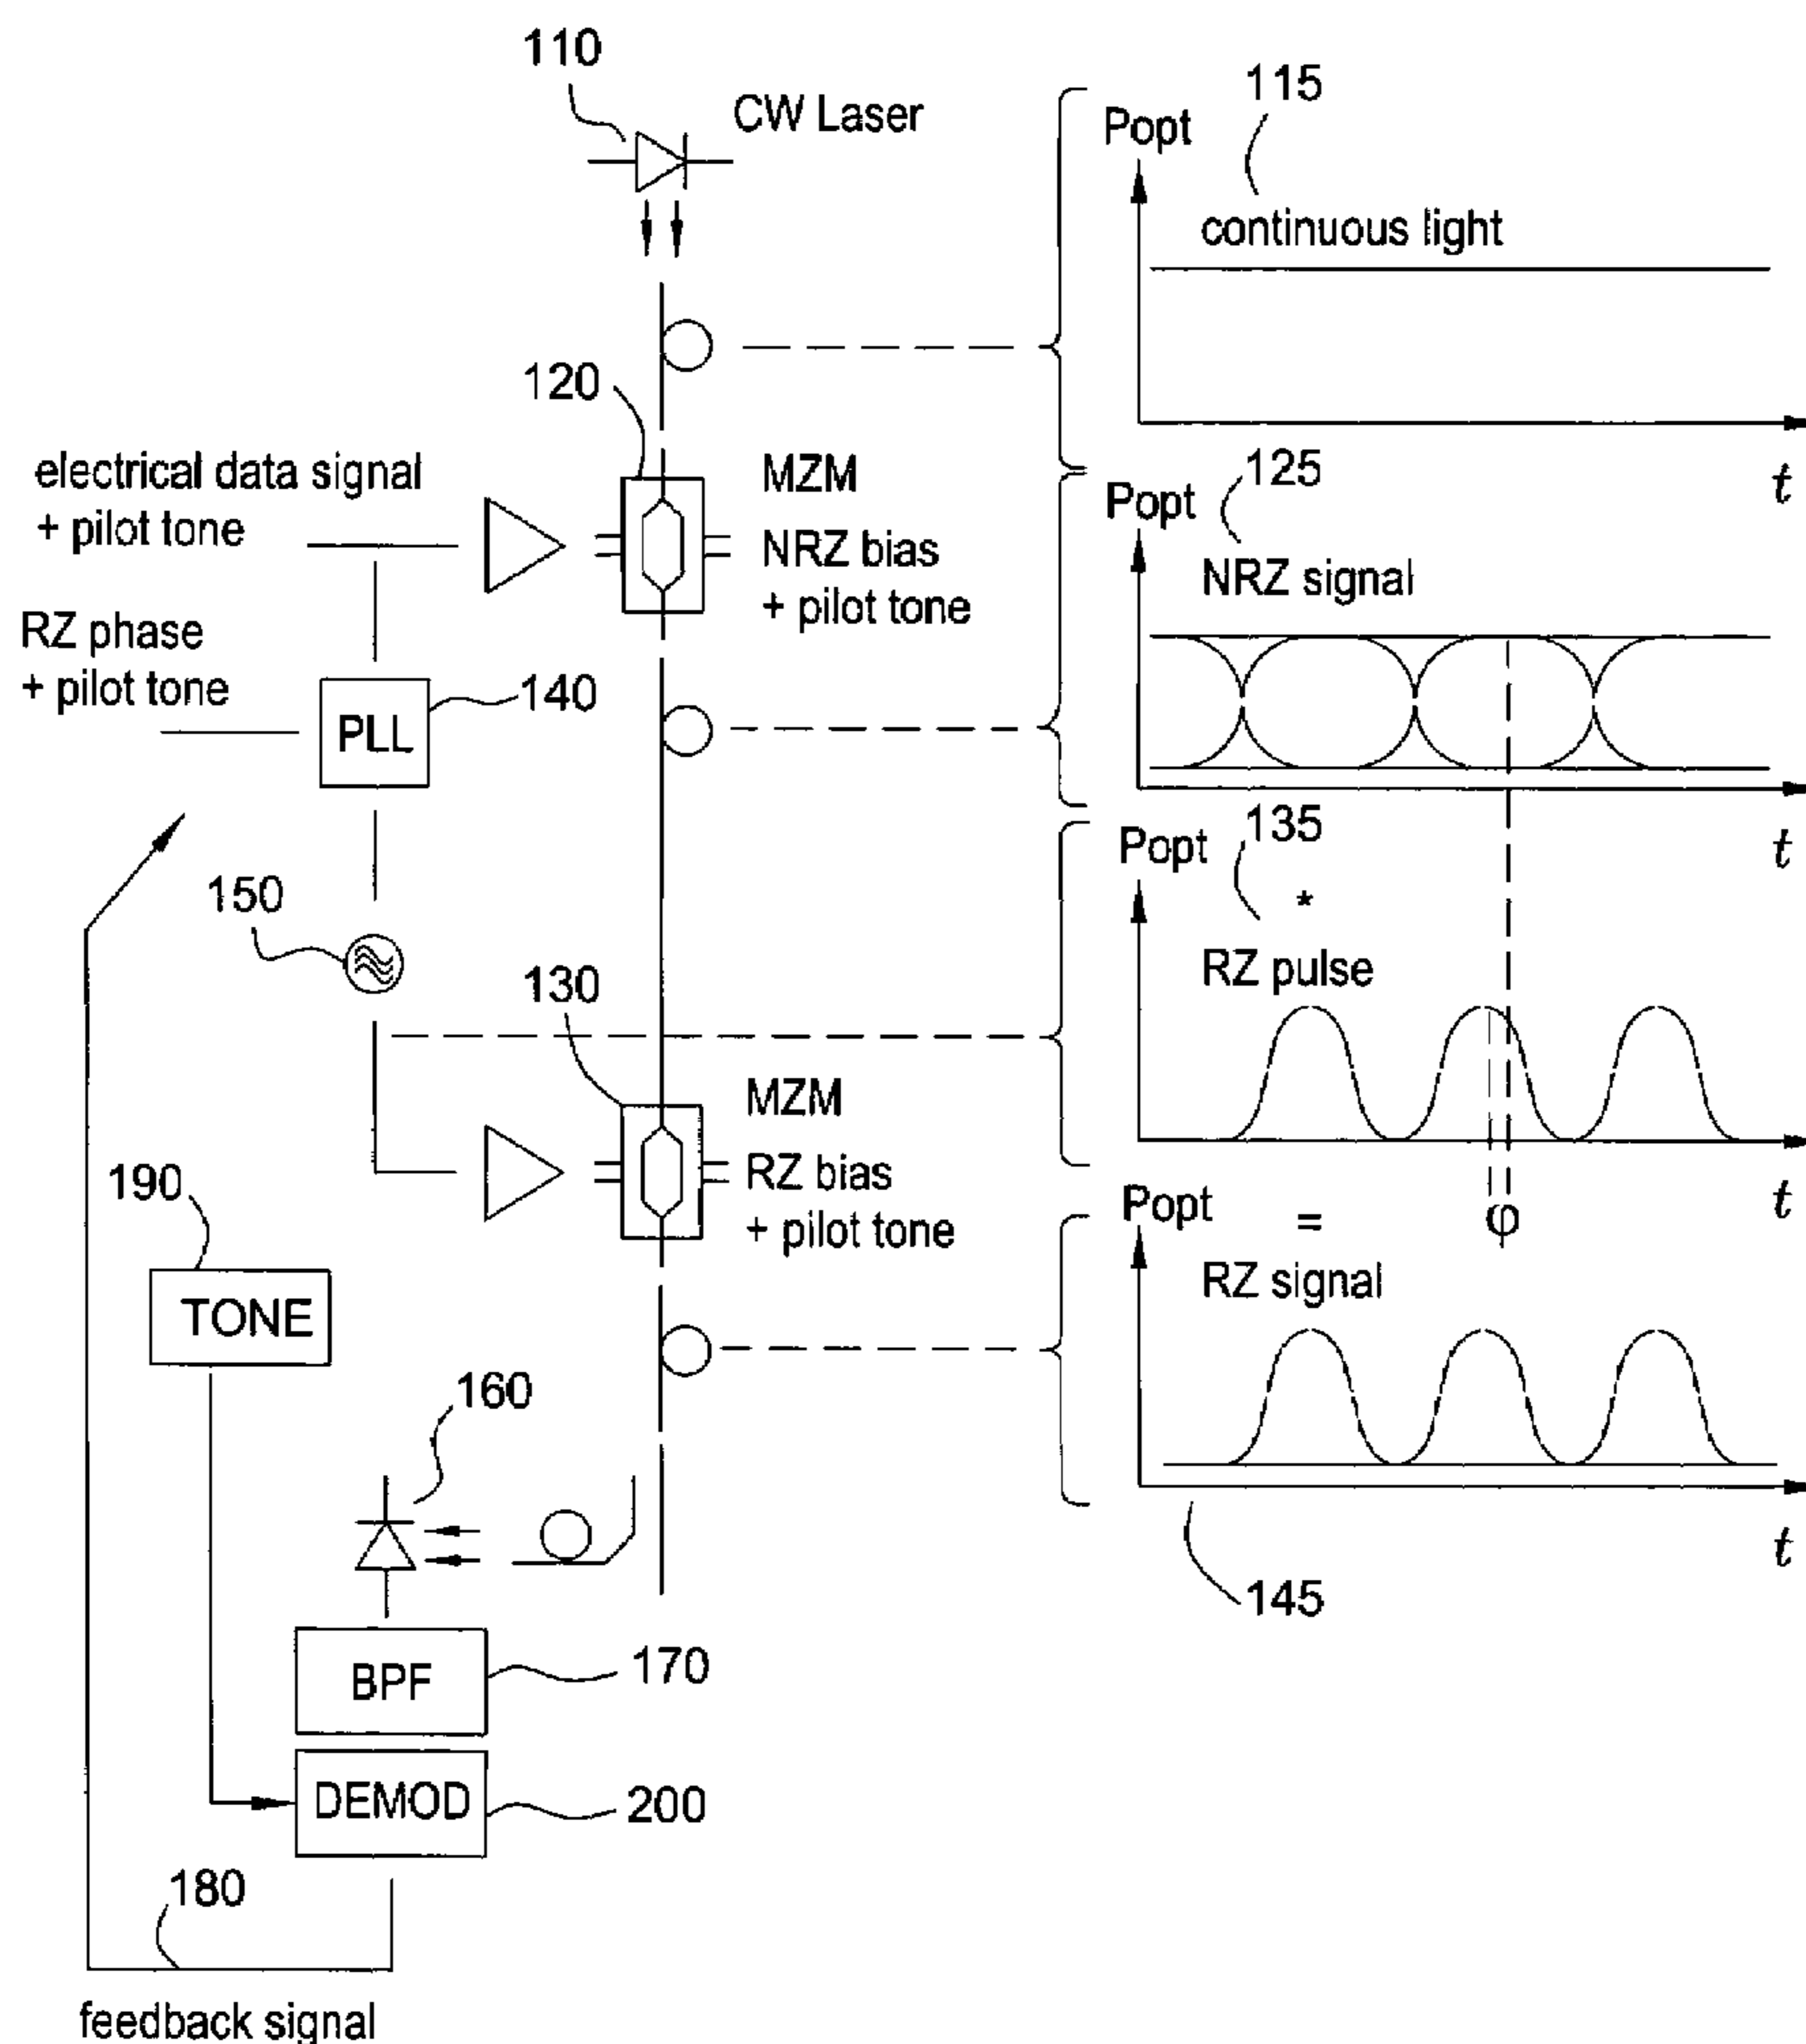 110
CW Laser
115
Popt
continuous light
t
120
electrical data signal
+ pilot tone
MZM
NRZ bias
+ pilot tone
125
Popt
NRZ signal
t
RZ phase
+ pilot tone
PLL
140
150
135
Popt
*
RZ pulse
t
φ
130
MZM
RZ bias
+ pilot tone
190
TONE
Popt
=
RZ signal
t
145
160
BPF
170
DEMOD
200
180
feedback signal